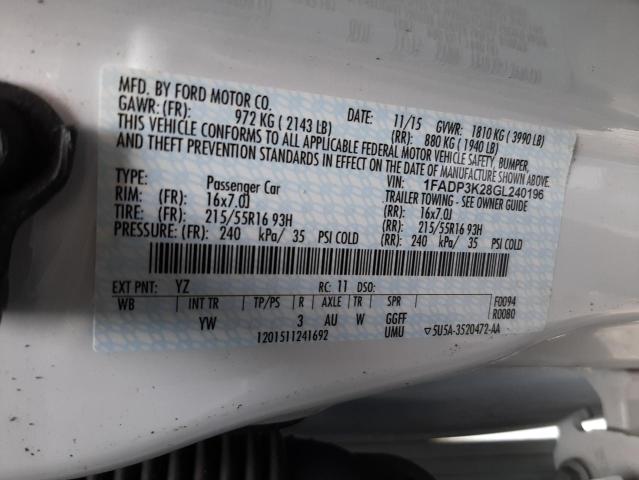 MFD. BY FORD MOTOR CO.
DATE: 11/15 GVWR: 1810 KG ( 3990 LB)
GAWR: (FR): 972 KG ( 2143 LB) (RR): 880 KG ( 1940 LB)
THIS VEHICLE CONFORMS TO ALL APPLICABLE FEDERAL MOTOR VEHICLE SAFETY, BUMPER,
AND THEFT PREVENTION STANDARDS IN EFFECT ON THE DATE OF MANUFACTURE SHOWN ABOVE.
VIN: 1FADP3K28GL240196
TYPE: Passenger Car TRAILER TOWING - SEE OWNER GUIDE
RIM: (FR): 16x7.0J (RR): 16x7.0J
TIRE: (FR): 215/55R16 93H (RR): 215/55R16 93H
PRESSURE: (FR): 240 kPa/ 35 PSI COLD (RR): 240 kPa/ 35 PSI COLD
EXT PNT: YZ RC: 11 DSO:
WB INT TR TP/PS R AXLE TR SPR F0094
YW 3 AU W GGFF R0080
1201511241692 UMU ▽5U5A-3520472-AA